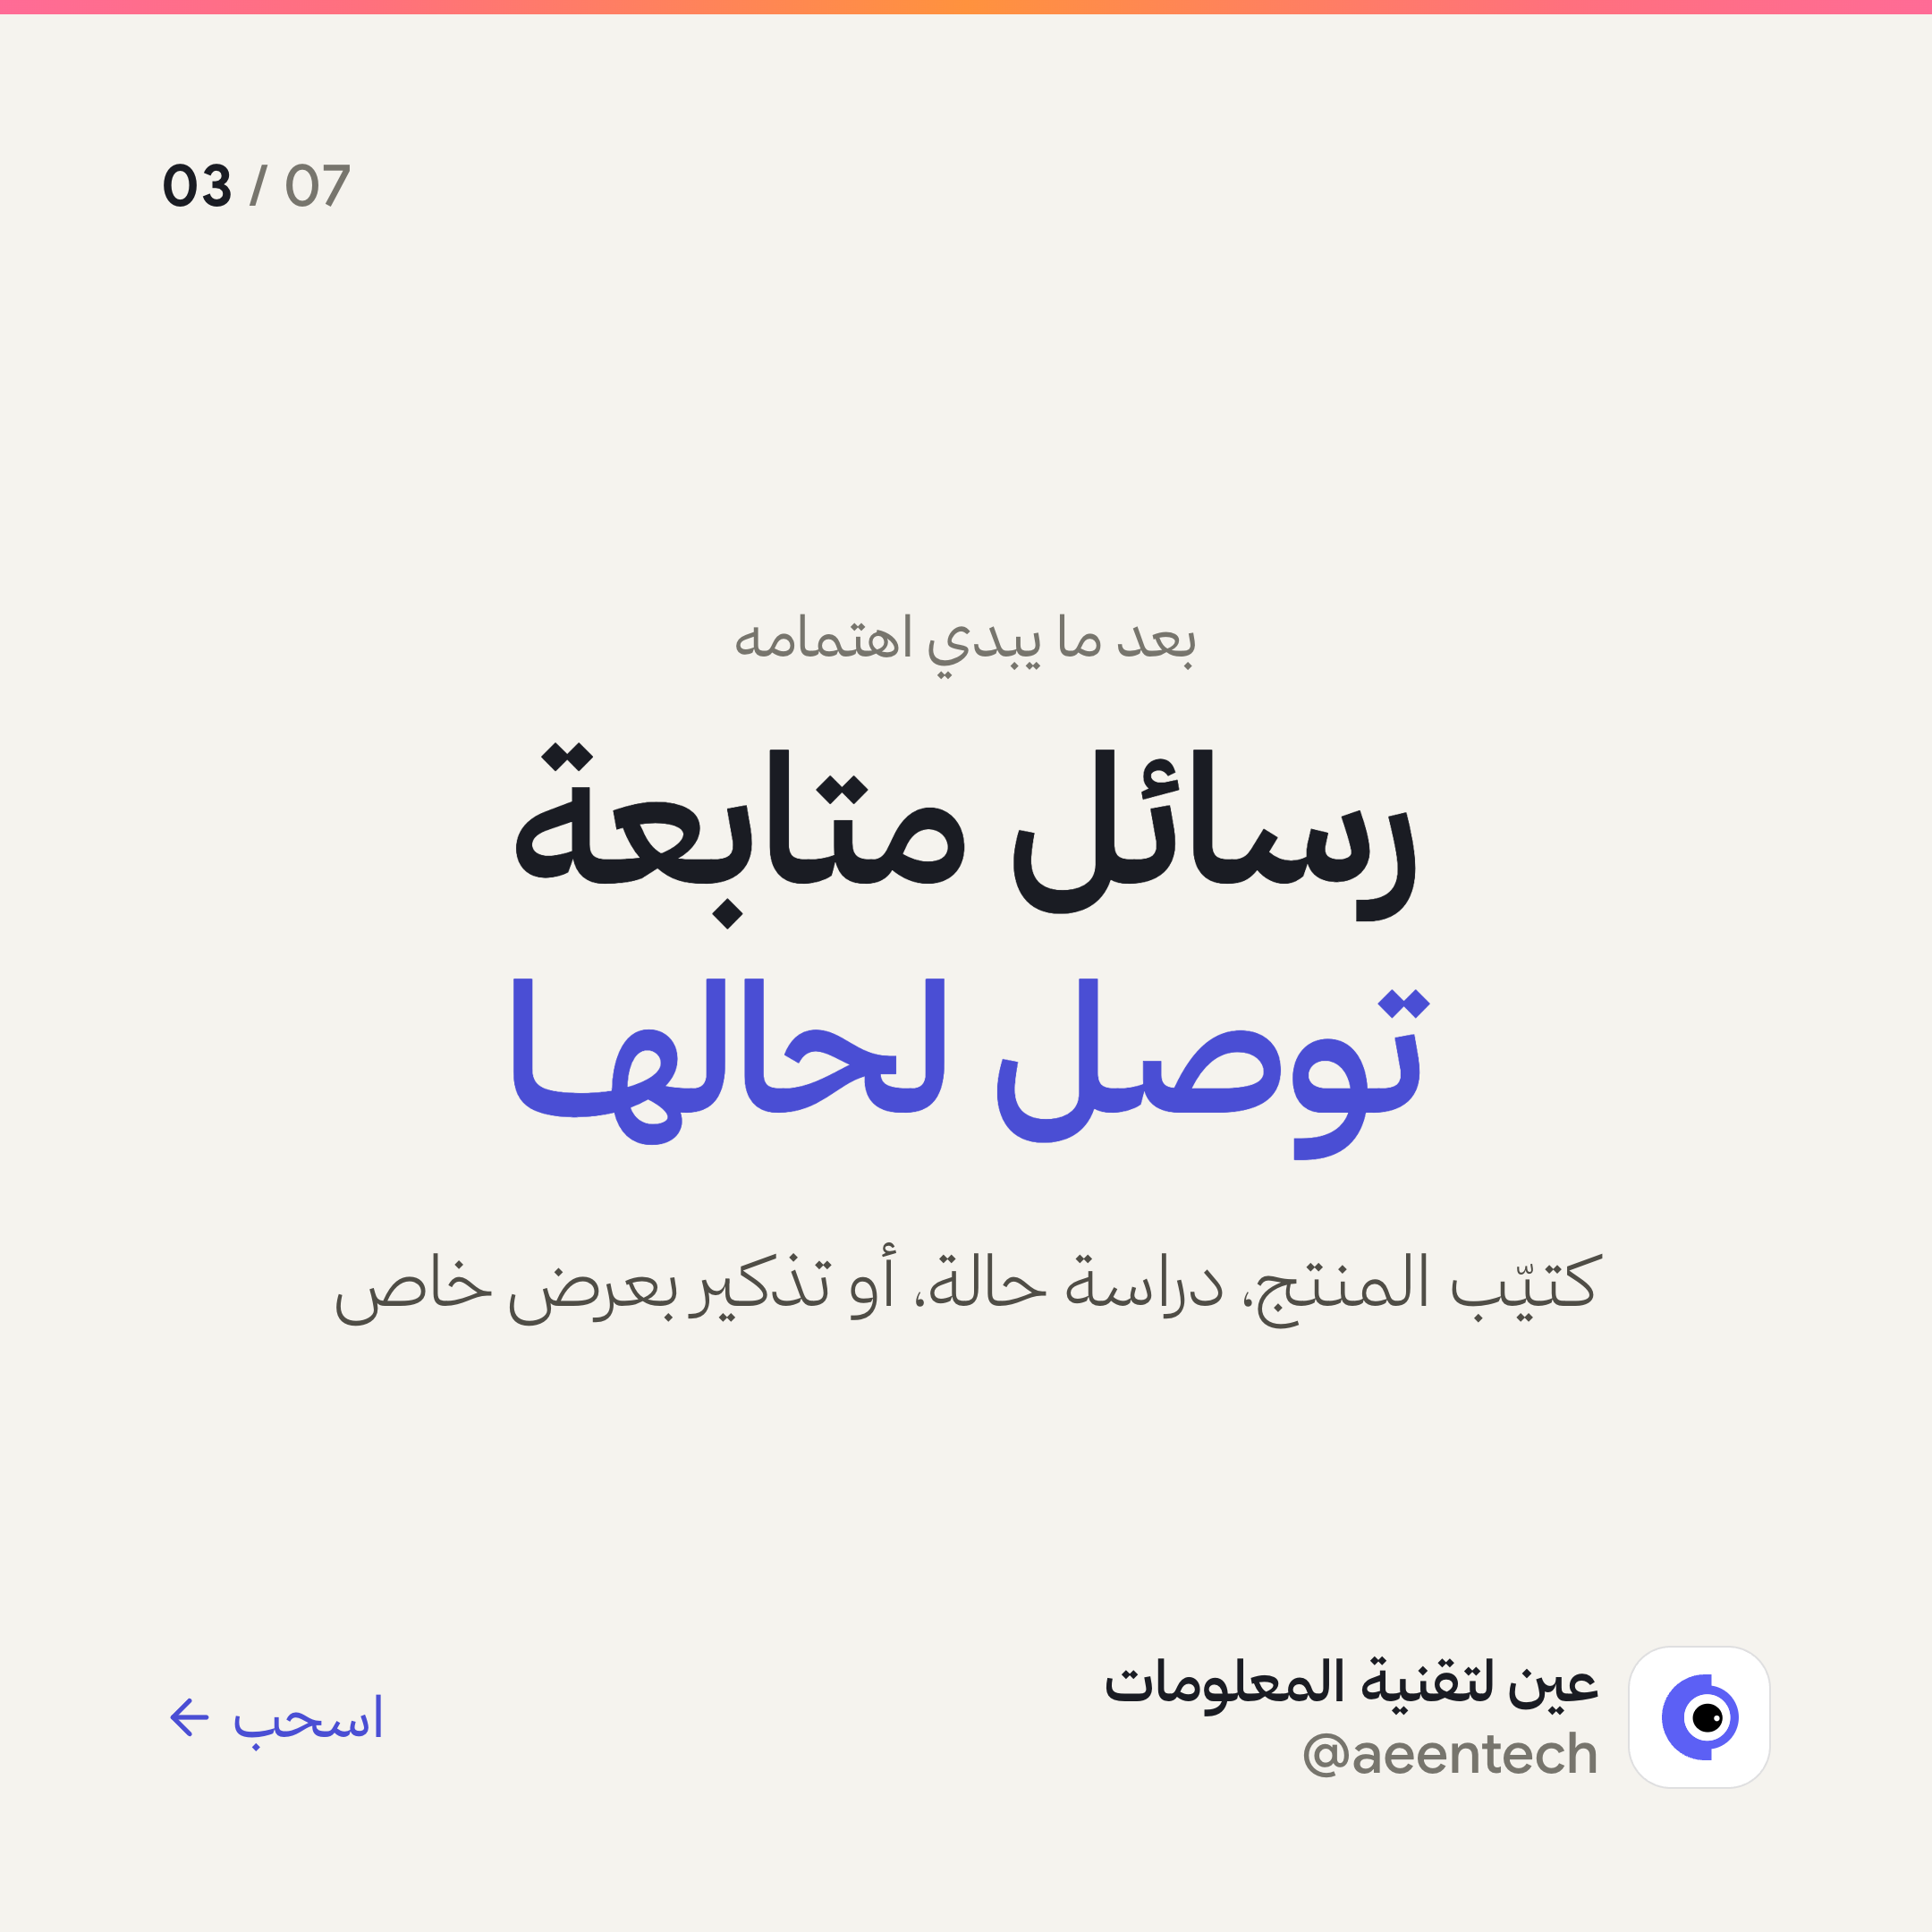 03 / 07
بعد ما يبدي اهتمامه
رسائل متابعة
توصل لحالها
كتيّب المنتج، دراسة حالة، أو تذكير بعرض خاص
عين لتقنية المعلومات
@aeentech
اسحب ←